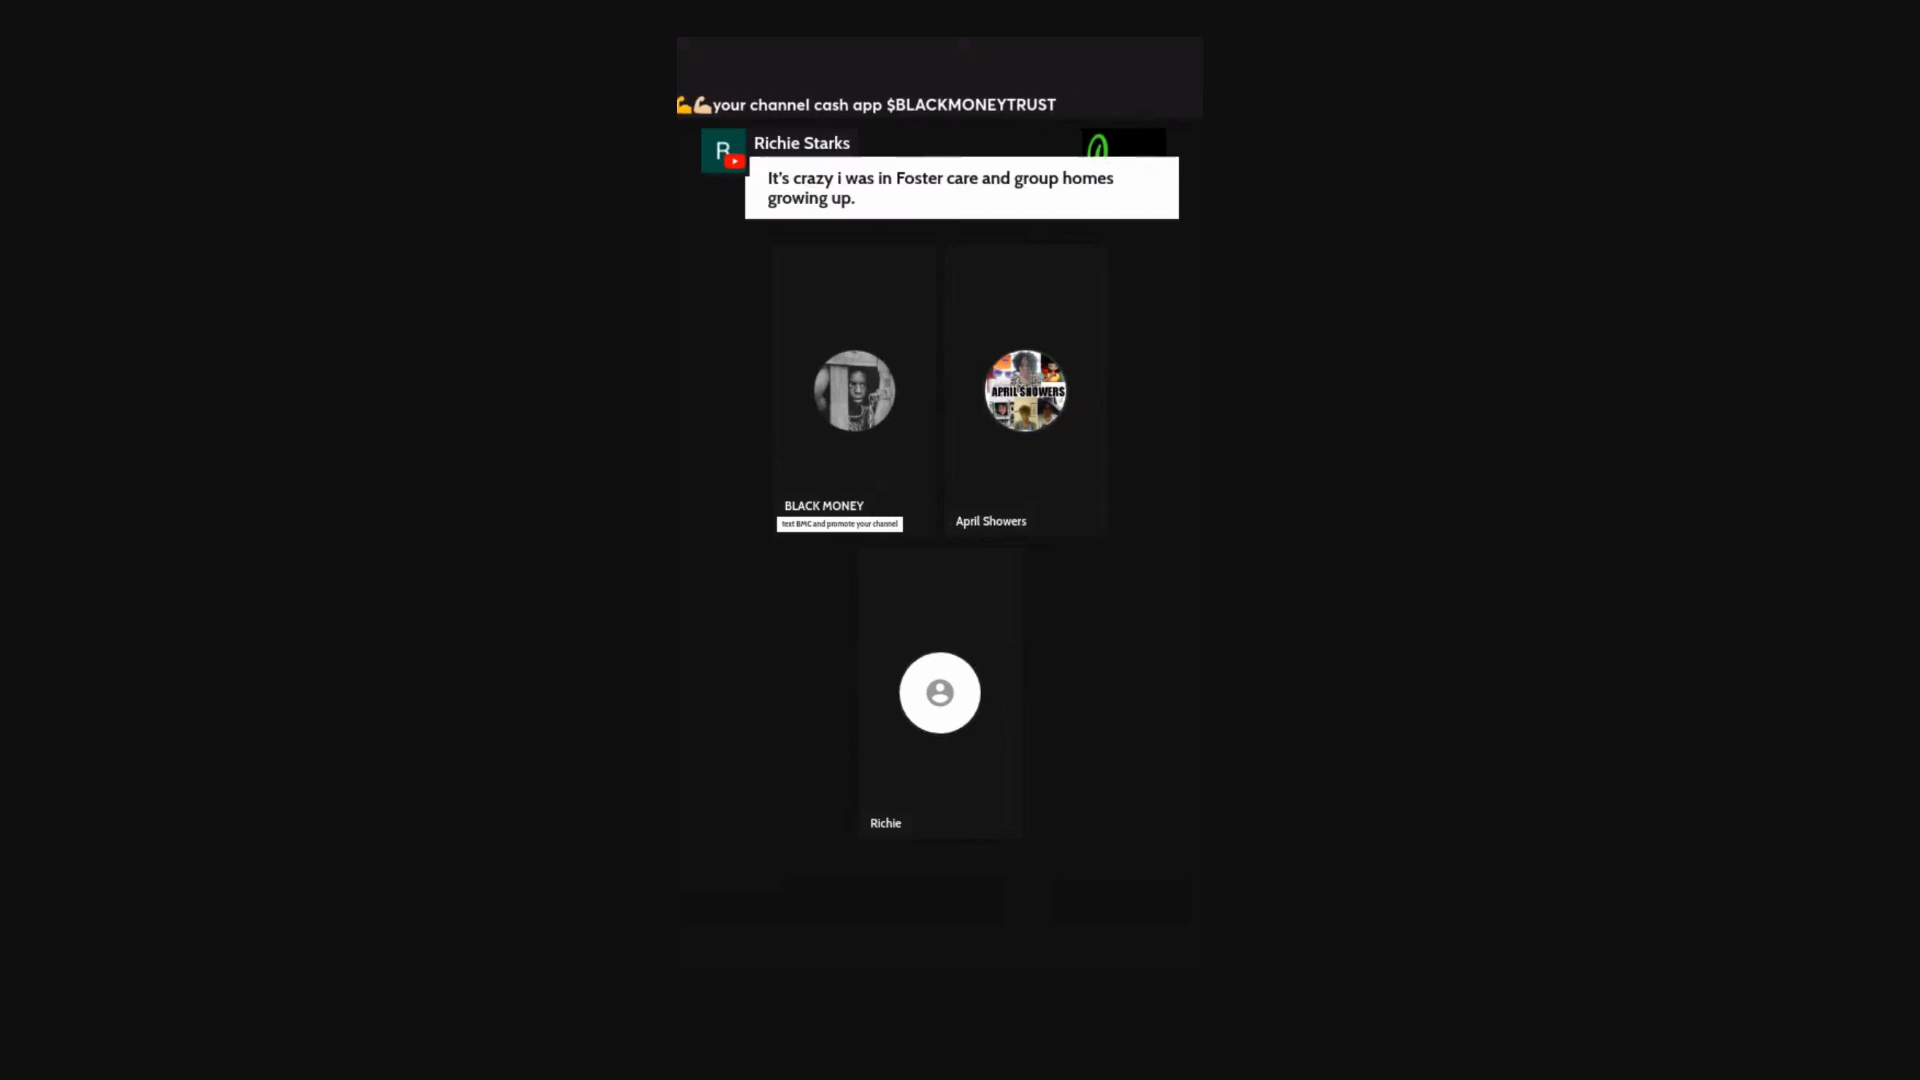 💪💪🏼your channel cash app $BLACKMONEYTRUST
R
Richie Starks
It's crazy i was in Foster care and group homes
growing up.
APRIL SHOWERS
BLACK MONEY
text BMC and promote your channel
April Showers
Richie